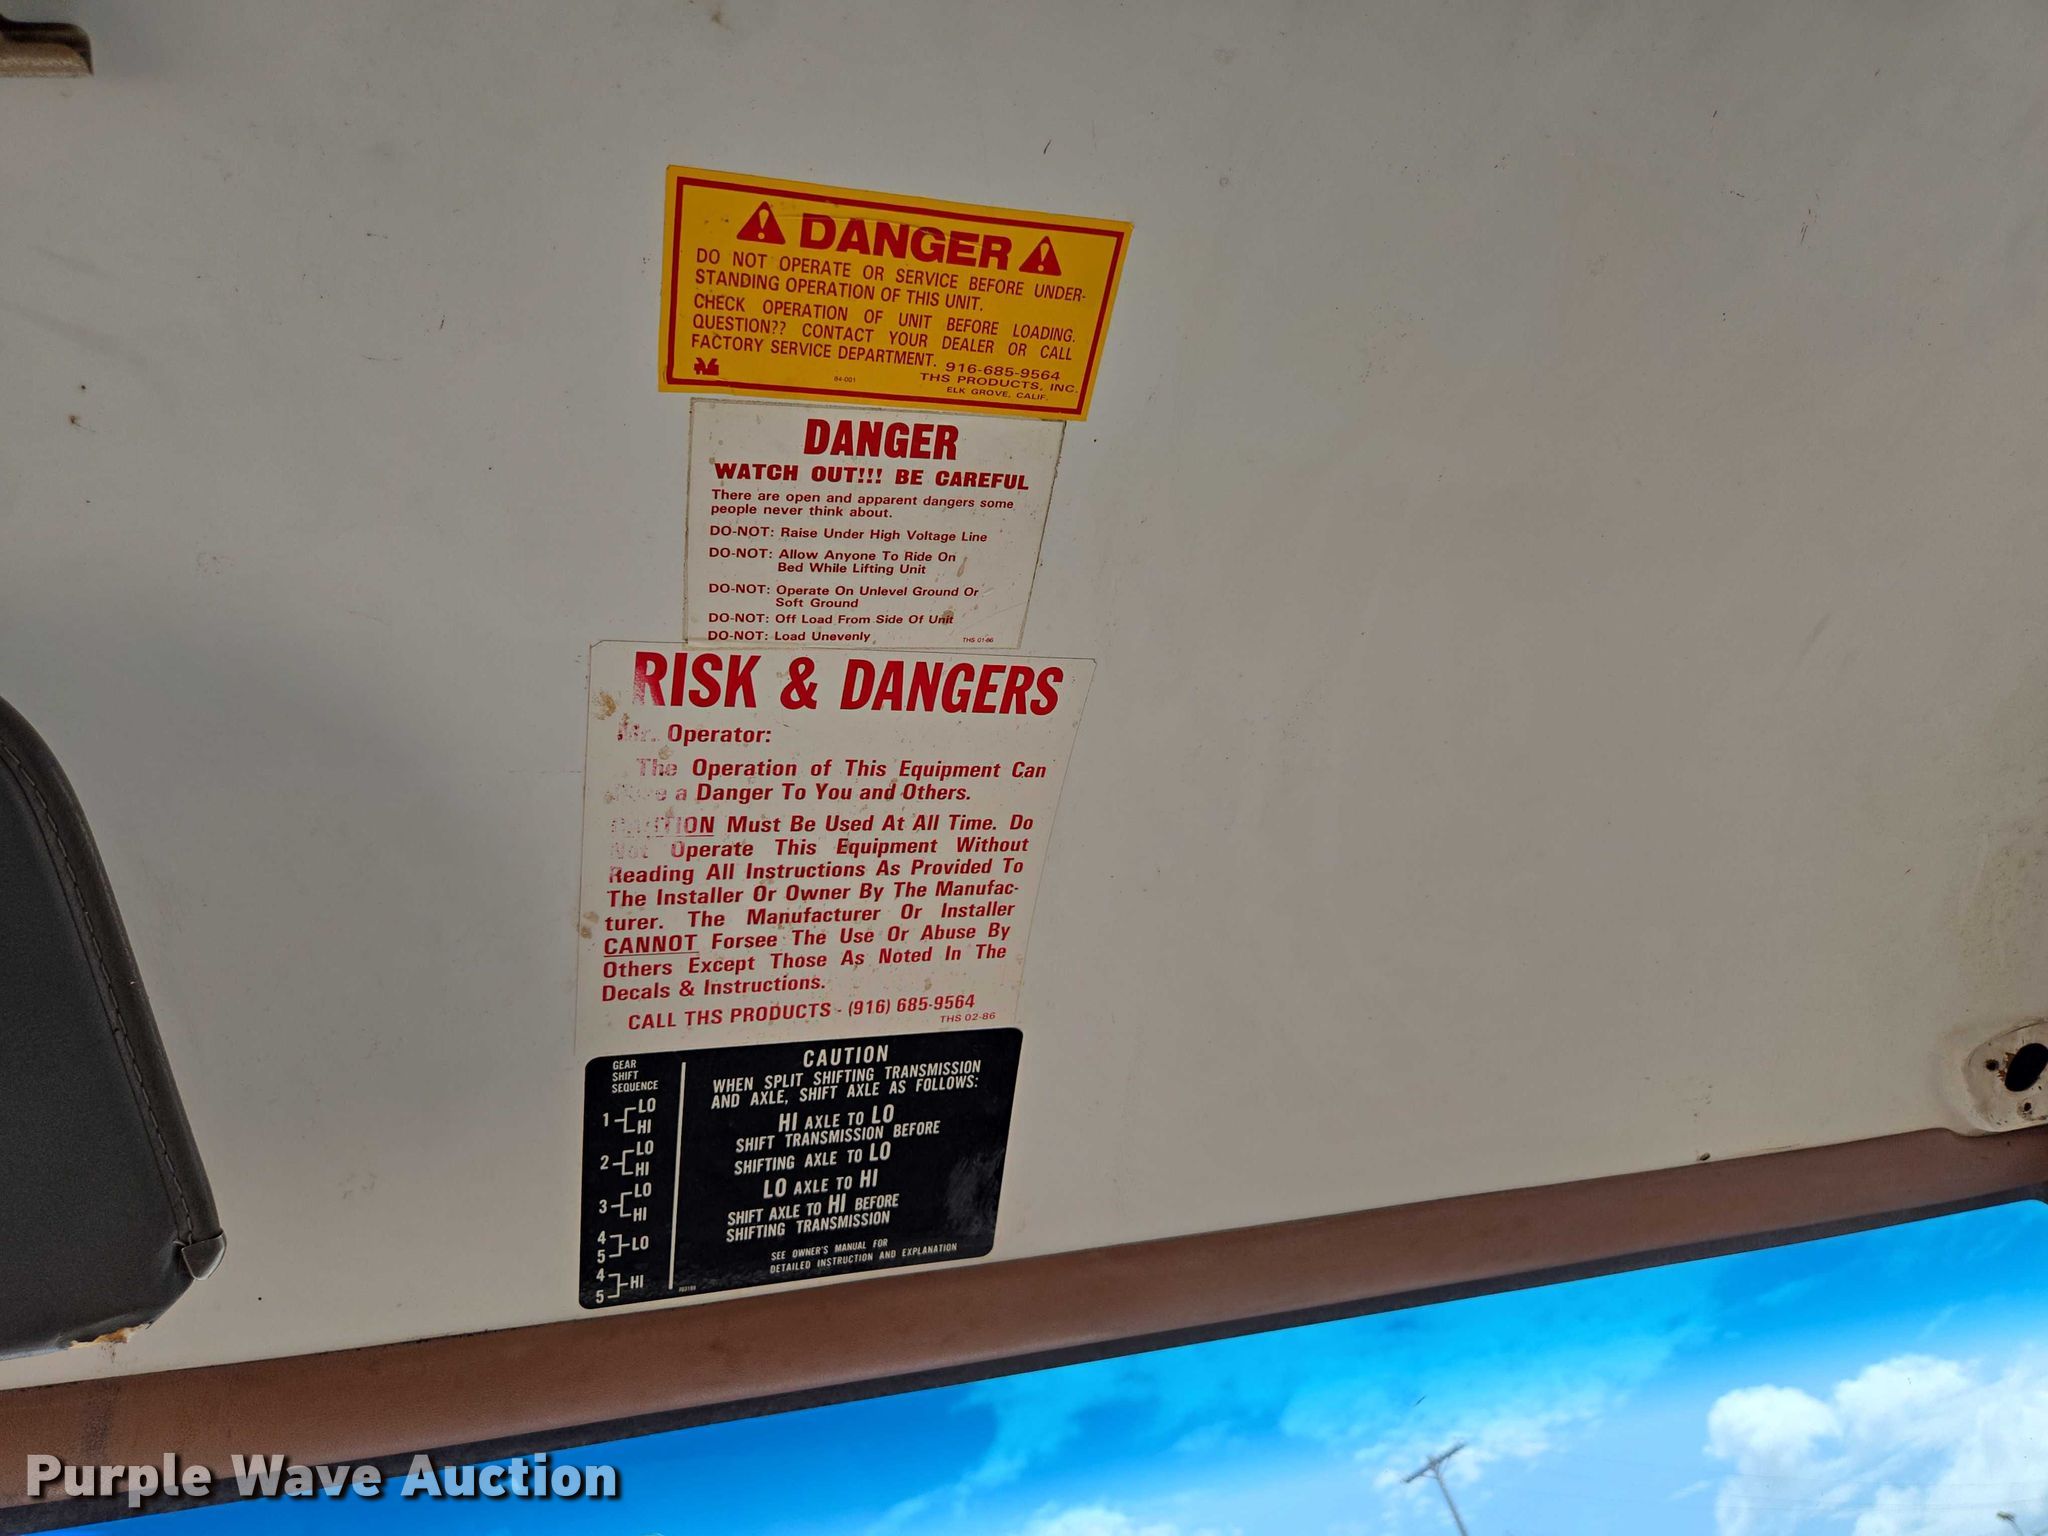 DANGER
DO NOT OPERATE OR SERVICE BEFORE UNDER-
STANDING OPERATION OF THIS UNIT.
CHECK OPERATION OF UNIT BEFORE LOADING.
QUESTION?? CONTACT YOUR DEALER OR CALL
FACTORY SERVICE DEPARTMENT. 916-685-9564
84-001 THS PRODUCTS, INC.
ELK GROVE, CALIF.
DANGER
WATCH OUT!!! BE CAREFUL
There are open and apparent dangers some
people never think about.
DO-NOT: Raise Under High Voltage Line
DO-NOT: Allow Anyone To Ride On
Bed While Lifting Unit
DO-NOT: Operate On Unlevel Ground Or
Soft Ground
DO-NOT: Off Load From Side Of Unit
DO-NOT: Load Unevenly THS 01-86
RISK & DANGERS
Mr. Operator:
The Operation of This Equipment Can
a Danger To You and Others.
CAUTION Must Be Used At All Time. Do
Not Operate This Equipment Without
Reading All Instructions As Provided To
The Installer Or Owner By The Manufac-
turer. The Manufacturer Or Installer
CANNOT Forsee The Use Or Abuse By
Others Except Those As Noted In The
Decals & Instructions.
CALL THS PRODUCTS - (916) 685-9564
THS 02-86
GEAR
SHIFT
SEQUENCE
1 LO
HI
2 LO
HI
3 LO
HI
4
5 LO
4
5 HI
CAUTION
WHEN SPLIT SHIFTING TRANSMISSION
AND AXLE, SHIFT AXLE AS FOLLOWS:
HI AXLE TO LO
SHIFT TRANSMISSION BEFORE
SHIFTING AXLE TO LO
LO AXLE TO HI
SHIFT AXLE TO HI BEFORE
SHIFTING TRANSMISSION
SEE OWNER'S MANUAL FOR
DETAILED INSTRUCTION AND EXPLANATION
Purple Wave Auction